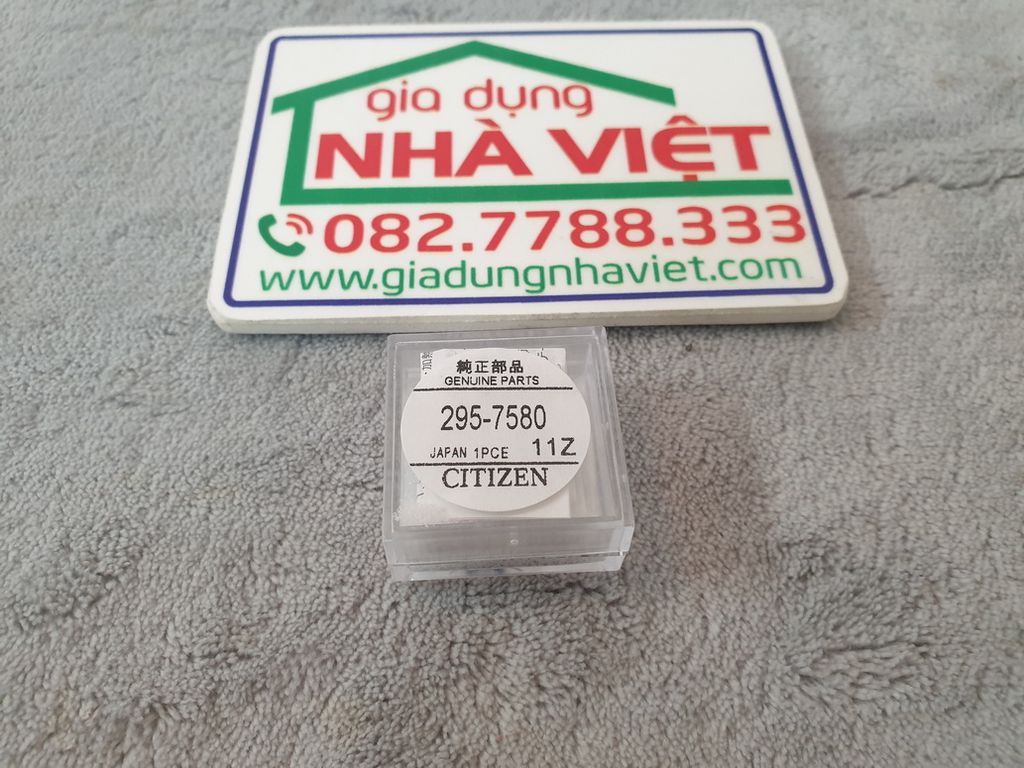 gia dụng
NHÀ VIỆT
082.7788.333
www.giadungnhaviet.com
純正部品
GENUINE PARTS
295-7580
JAPAN 1PCE 11Z
CITIZEN